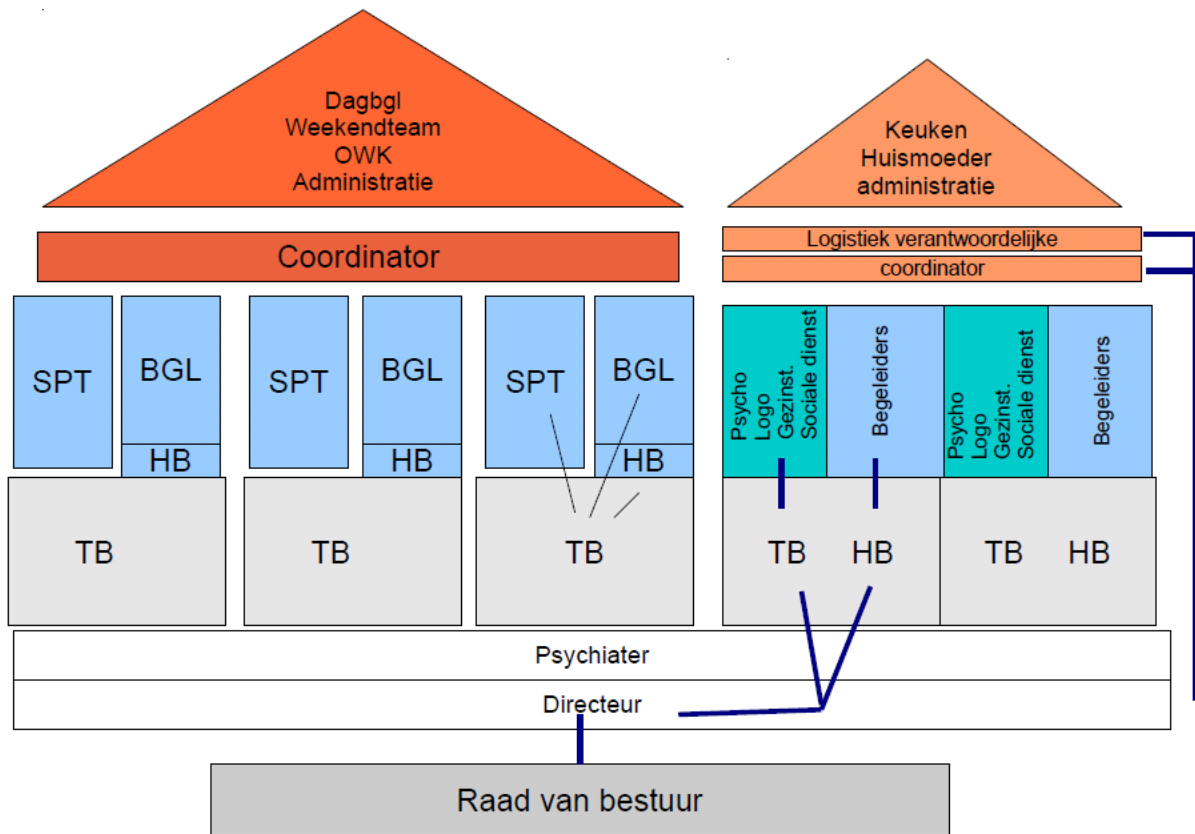 Dagbgl
Weekendteam
OWK
Administratie
Keuken
Huismoeder
administratie
Coordinator
Logistiek verantwoordelijke
coordinator
SPT
BGL
HB
SPT
BGL
HB
SPT
BGL
HB
Psycho
Logo
Gezinst.
Sociale dienst
Begeleiders
Psycho
Logo
Gezinst.
Sociale dienst
Begeleiders
TB
TB
TB
TB HB
TB HB
Psychiater
Directeur
Raad van bestuur